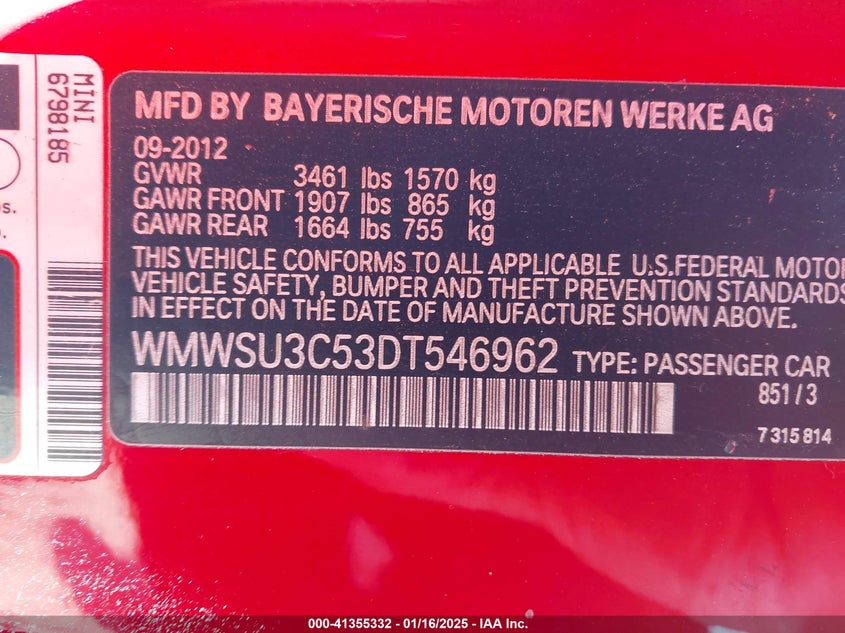 MINI
6798185
s.
.
MFD BY BAYERISCHE MOTOREN WERKE AG
09-2012
GVWR 3461 lbs 1570 kg
GAWR FRONT 1907 lbs 865 kg
GAWR REAR 1664 lbs 755 kg
THIS VEHICLE CONFORMS TO ALL APPLICABLE U.S.FEDERAL MOTOR
VEHICLE SAFETY, BUMPER AND THEFT PREVENTION STANDARDS
IN EFFECT ON THE DATE OF MANUFACTURE SHOWN ABOVE.
WMWSU3C53DT546962 TYPE: PASSENGER CAR
851/3
7315814
000-41355332 - 01/16/2025 - IAA Inc.